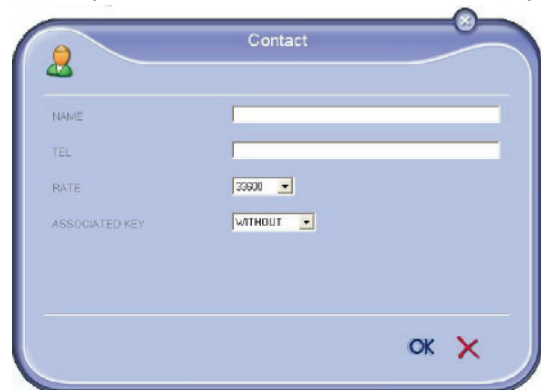 Contact
NAME
TEL
RATE 33600
ASSOCIATED KEY WITHOUT
OK